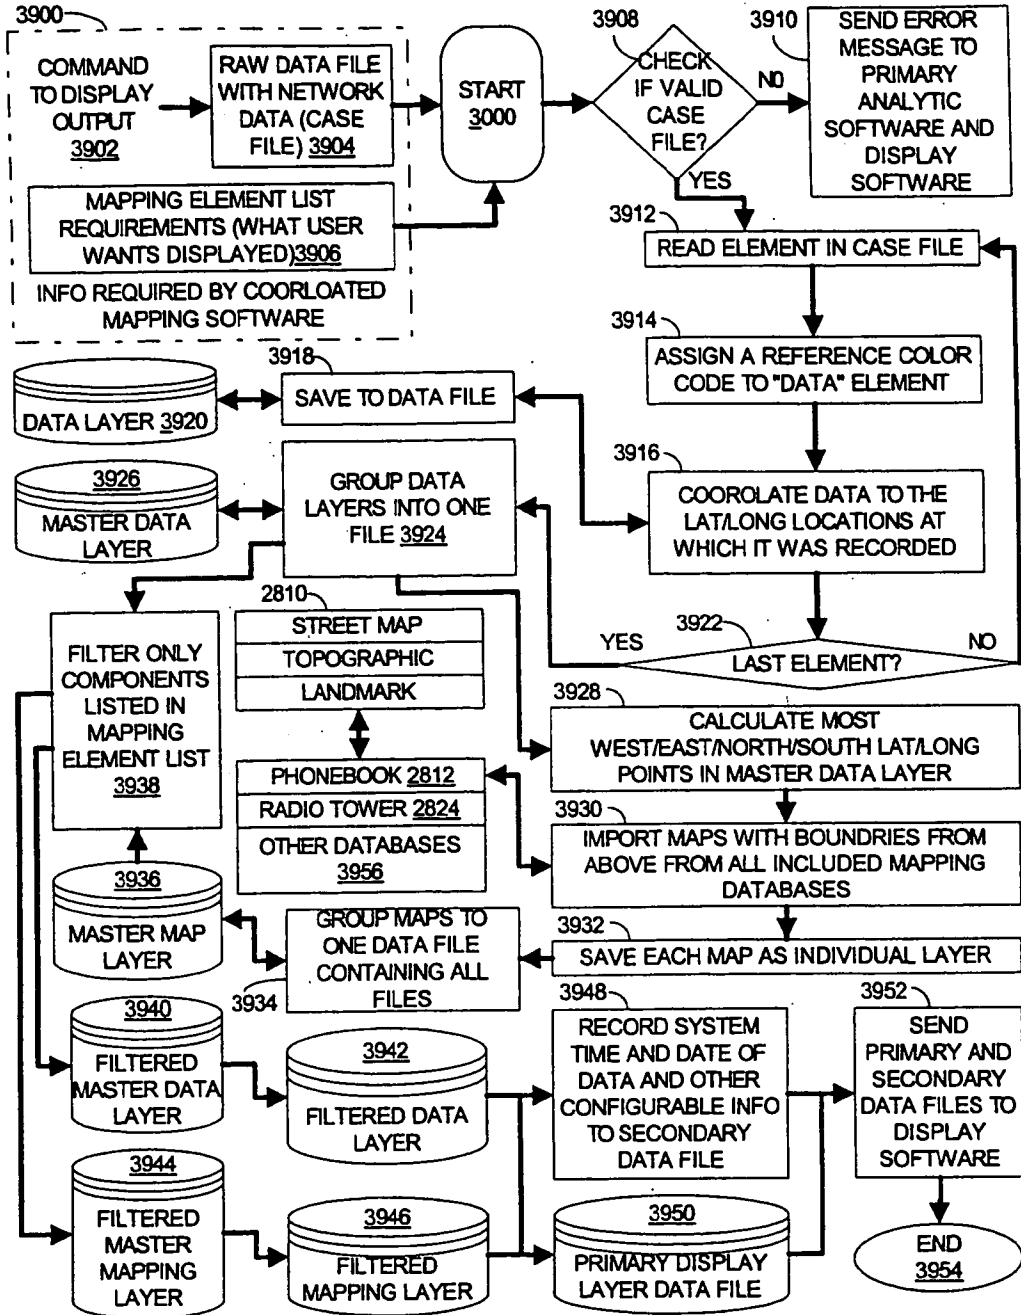 3900
COMMAND
TO DISPLAY
OUTPUT
3902
RAW DATA FILE
WITH NETWORK
DATA (CASE
FILE) 3904
MAPPING ELEMENT LIST
REQUIREMENTS (WHAT USER
WANTS DISPLAYED)3906
INFO REQUIRED BY COORLOATED
MAPPING SOFTWARE
START
3000
3908
CHECK
IF VALID
CASE
FILE?
NO
YES
3910
SEND ERROR
MESSAGE TO
PRIMARY
ANALYTIC
SOFTWARE AND
DISPLAY
SOFTWARE
3912
READ ELEMENT IN CASE FILE
3914
ASSIGN A REFERENCE COLOR
CODE TO "DATA" ELEMENT
3916
COOROLATE DATA TO THE
LAT/LONG LOCATIONS AT
WHICH IT WAS RECORDED
3918
SAVE TO DATA FILE
DATA LAYER 3920
3922
YES
LAST ELEMENT?
NO
GROUP DATA
LAYERS INTO ONE
FILE 3924
3926
MASTER DATA
LAYER
3928
CALCULATE MOST
WEST/EAST/NORTH/SOUTH LAT/LONG
POINTS IN MASTER DATA LAYER
3930
IMPORT MAPS WITH BOUNDRIES FROM
ABOVE FROM ALL INCLUDED MAPPING
DATABASES
2810
STREET MAP
TOPOGRAPHIC
LANDMARK
PHONEBOOK 2812
RADIO TOWER 2824
OTHER DATABASES
3956
3932
SAVE EACH MAP AS INDIVIDUAL LAYER
GROUP MAPS TO
ONE DATA FILE
CONTAINING ALL
FILES
3934
3936
MASTER MAP
LAYER
FILTER ONLY
COMPONENTS
LISTED IN
MAPPING
ELEMENT LIST
3938
3940
FILTERED
MASTER DATA
LAYER
3942
FILTERED DATA
LAYER
3944
FILTERED
MASTER
MAPPING
LAYER
3946
FILTERED
MAPPING LAYER
3948
RECORD SYSTEM
TIME AND DATE OF
DATA AND OTHER
CONFIGURABLE INFO
TO SECONDARY
DATA FILE
3950
PRIMARY DISPLAY
LAYER DATA FILE
3952
SEND
PRIMARY AND
SECONDARY
DATA FILES TO
DISPLAY
SOFTWARE
END
3954